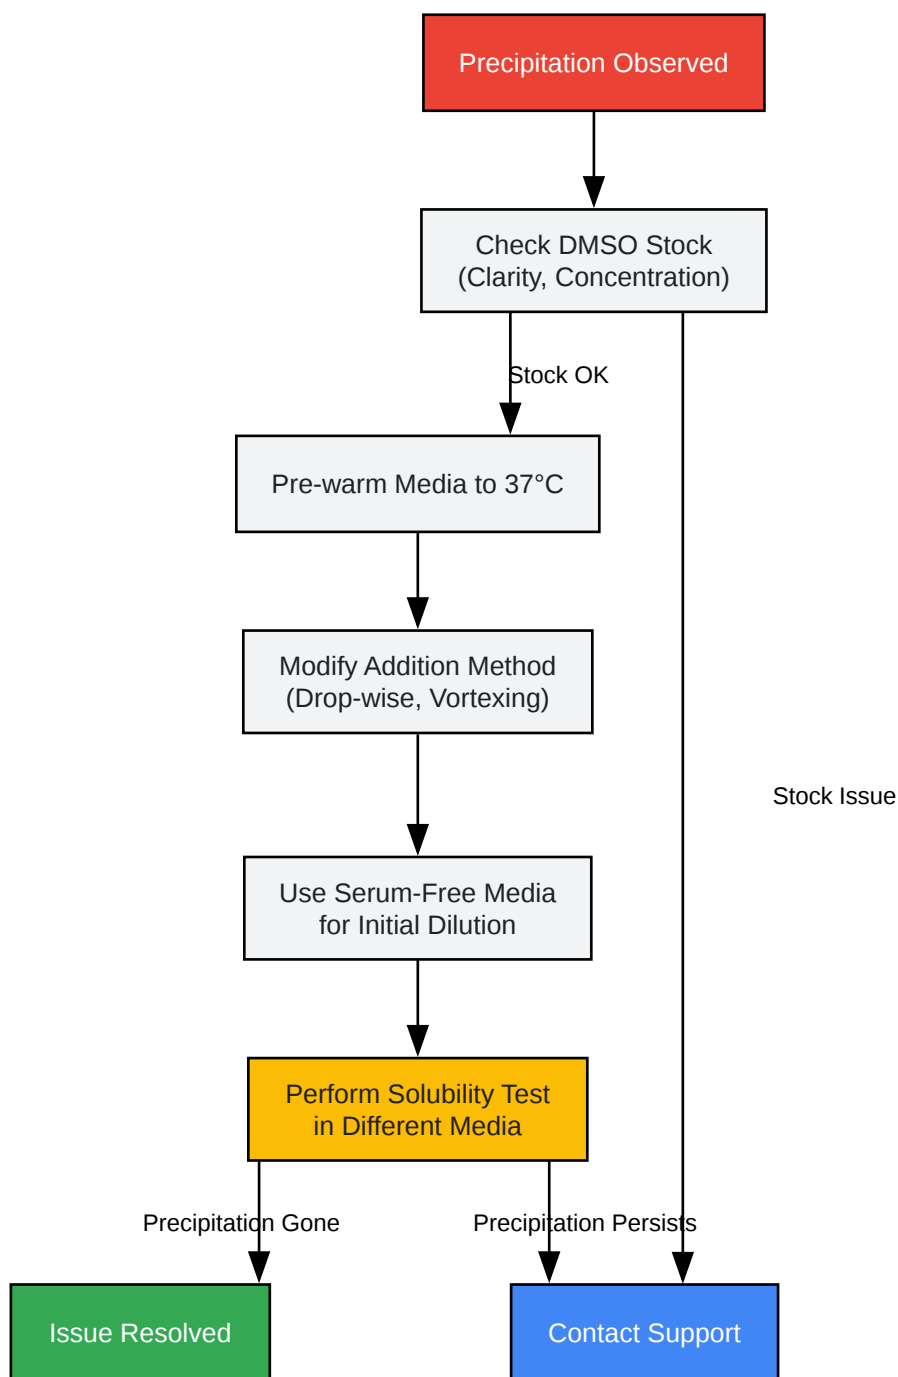 Precipitation Observed
Check DMSO Stock
(Clarity, Concentration)
Stock OK
Pre-warm Media to 37°C
Modify Addition Method
(Drop-wise, Vortexing)
Stock Issue
Use Serum-Free Media
for Initial Dilution
Perform Solubility Test
in Different Media
Precipitation Gone
Precipitation Persists
Issue Resolved
Contact Support